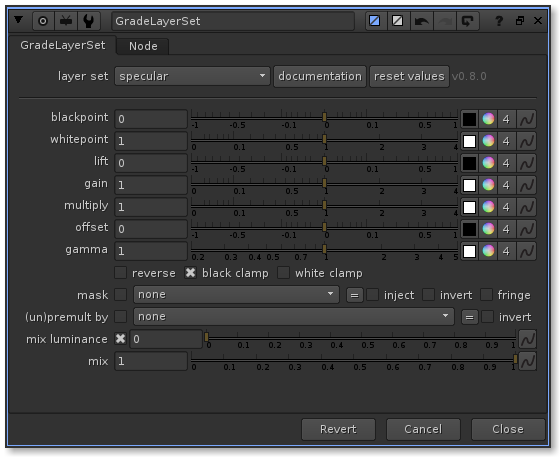 GradeLayerSet
?
GradeLayerSet Node
layer set specular documentation reset values v0.8.0
blackpoint 0 4
-1 -0.5 -0.1 0 0.1 0.5 1
whitepoint 1 4
0 0.1 1 2 3 4
lift 0 4
-1 -0.5 -0.1 0 0.1 0.5 1
gain 1 4
0 0.1 1 2 3 4
multiply 1 4
0 0.1 1 2 3 4
offset 0 4
-1 -0.5 -0.1 0 0.1 0.5 1
gamma 1 4
0.2 0.3 0.4 0.5 0.7 1 2 3 4 5
reverse black clamp white clamp
mask none = inject invert fringe
(un)premult by none = invert
mix luminance 0
0 0.1 0.2 0.3 0.4 0.5 0.6 0.7 0.8 0.9 1
mix 1
0 0.1 0.2 0.3 0.4 0.5 0.6 0.7 0.8 0.9 1
Revert Cancel Close